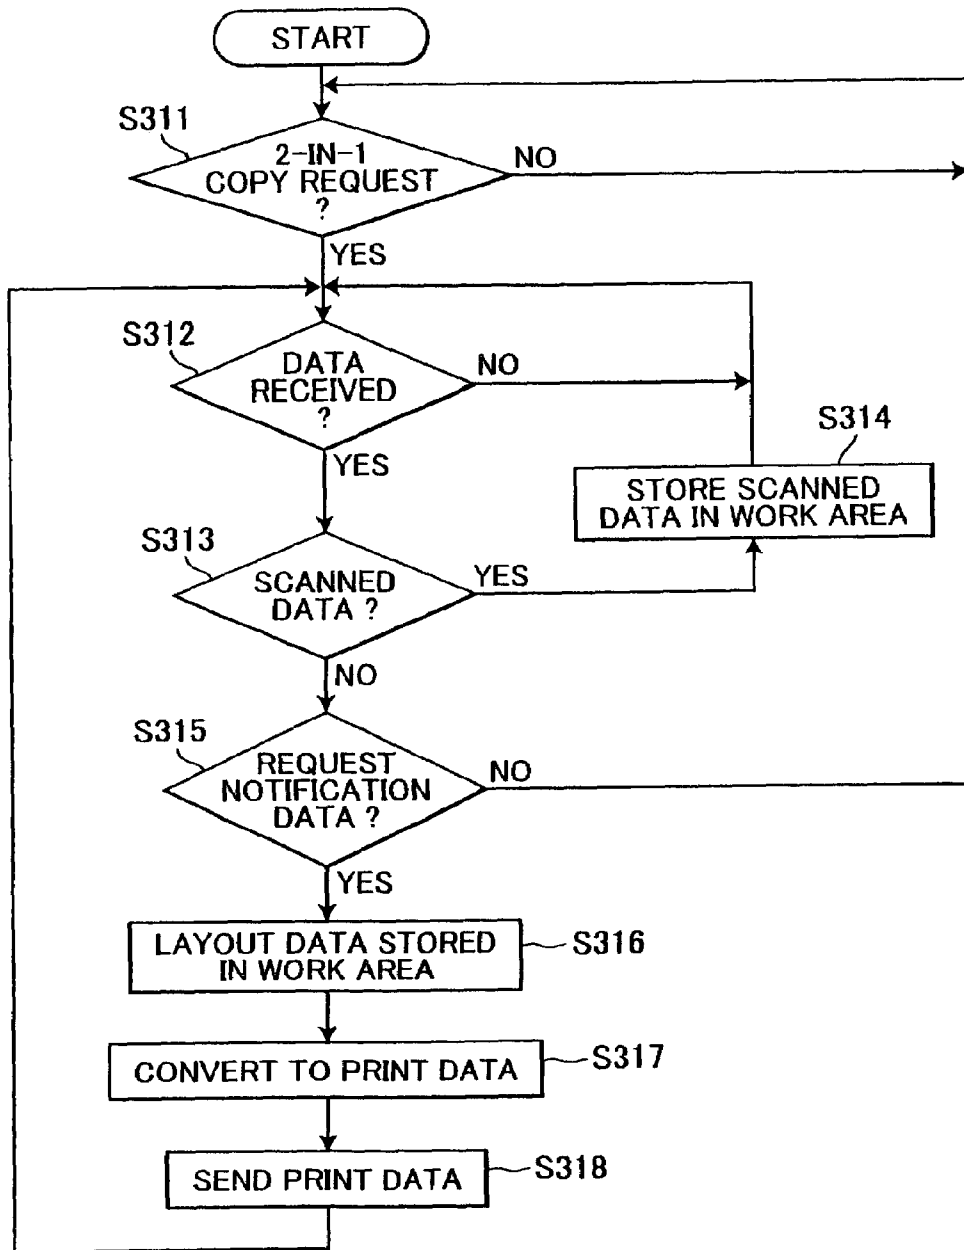 START
S311
2-IN-1
COPY REQUEST
?
NO
YES
S312
DATA
RECEIVED
?
NO
YES
S314
STORE SCANNED
DATA IN WORK AREA
S313
SCANNED
DATA ?
YES
NO
S315
REQUEST
NOTIFICATION
DATA ?
NO
YES
LAYOUT DATA STORED
IN WORK AREA
S316
CONVERT TO PRINT DATA
S317
SEND PRINT DATA
S318